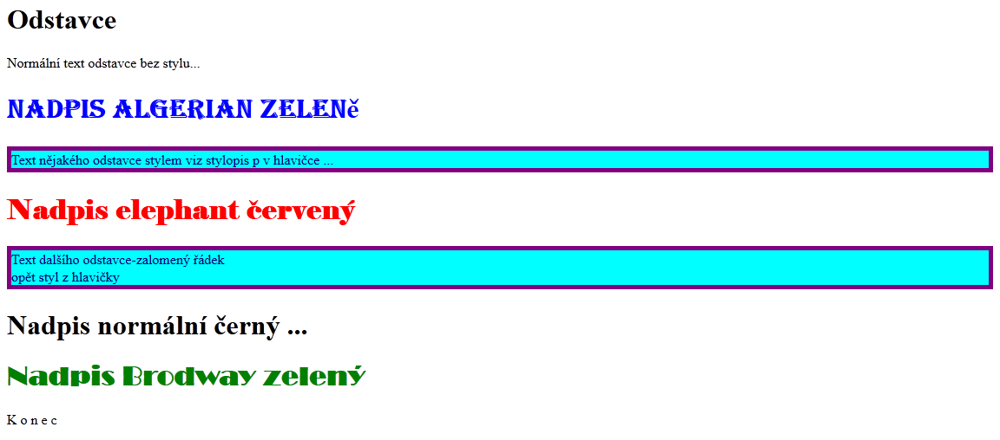 Odstavce
Normální text odstavce bez stylu...
NADPIS ALGERIAN ZELENě
Text nějakého odstavce stylem viz stylopis p v hlavičce ...
Nadpis elephant červený
Text dalšího odstavce-zalomený řádek
opět styl z hlavičky
Nadpis normální černý ...
Nadpis Brodway zelený
K o n e c